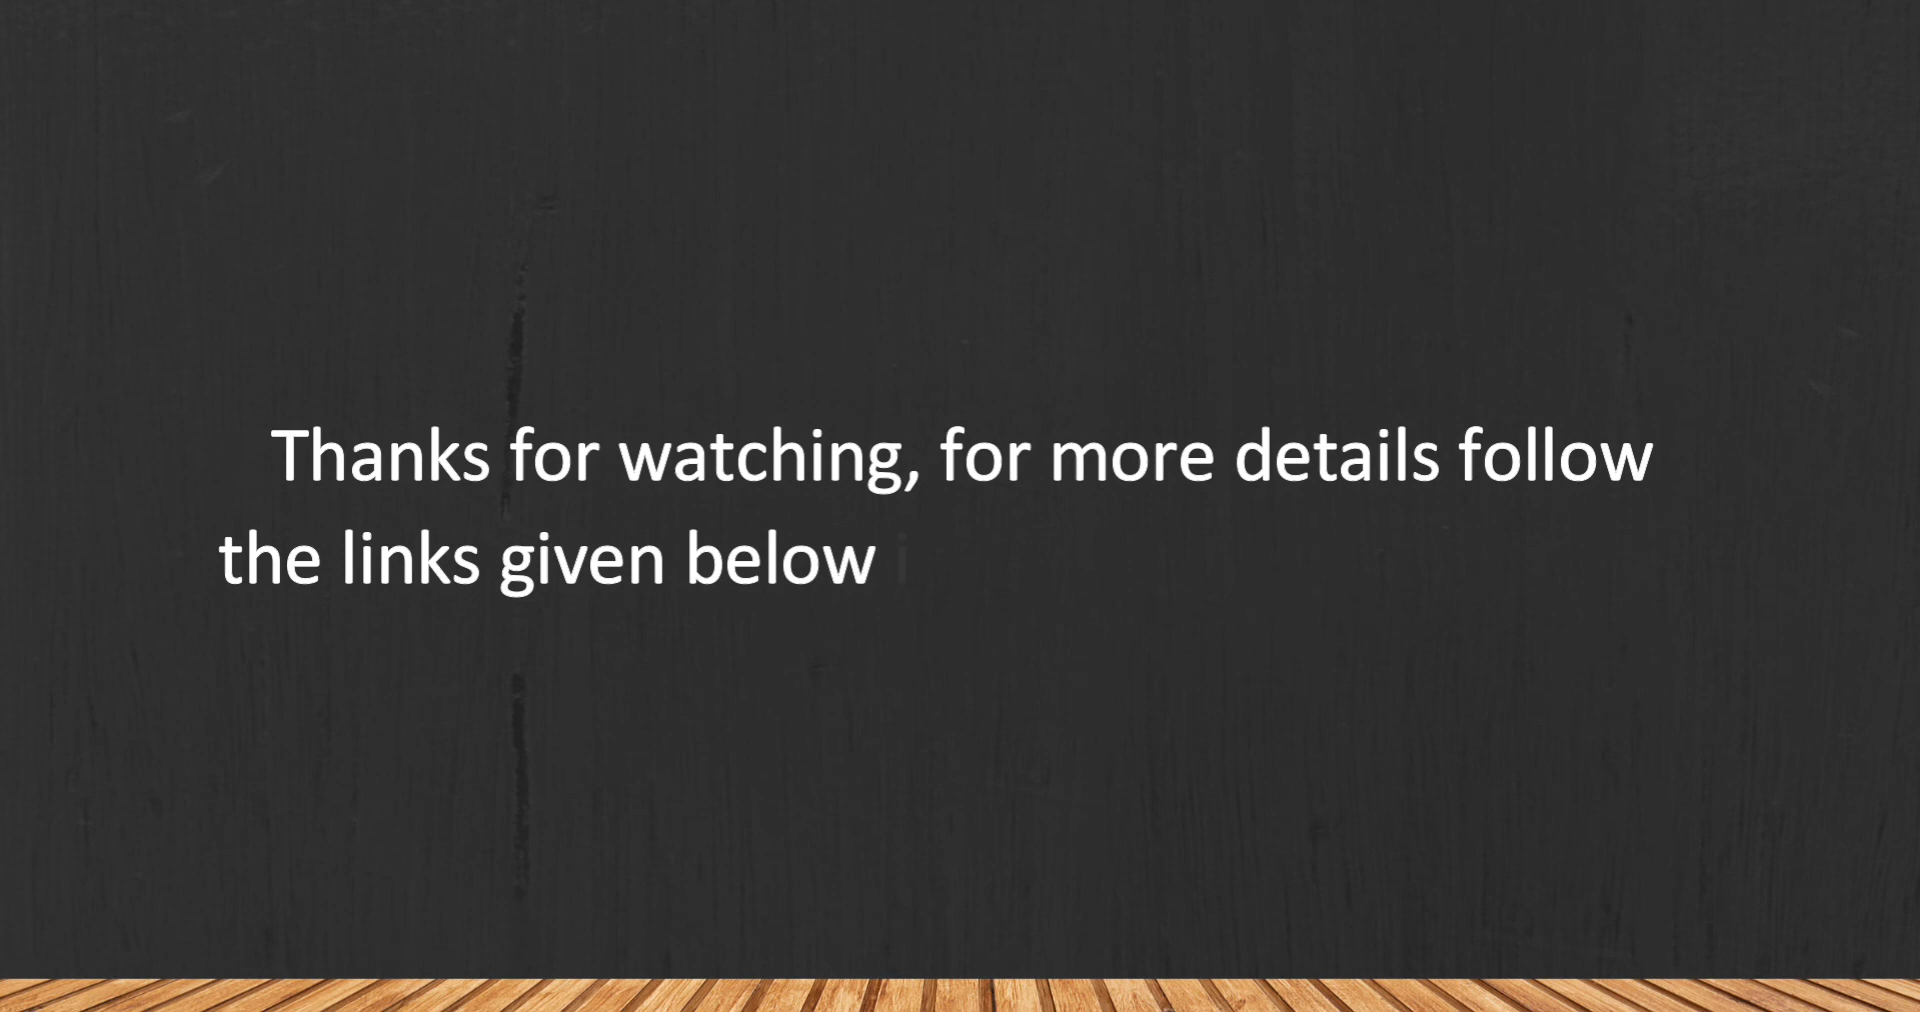 Thanks for watching, for more details follow
the links given below